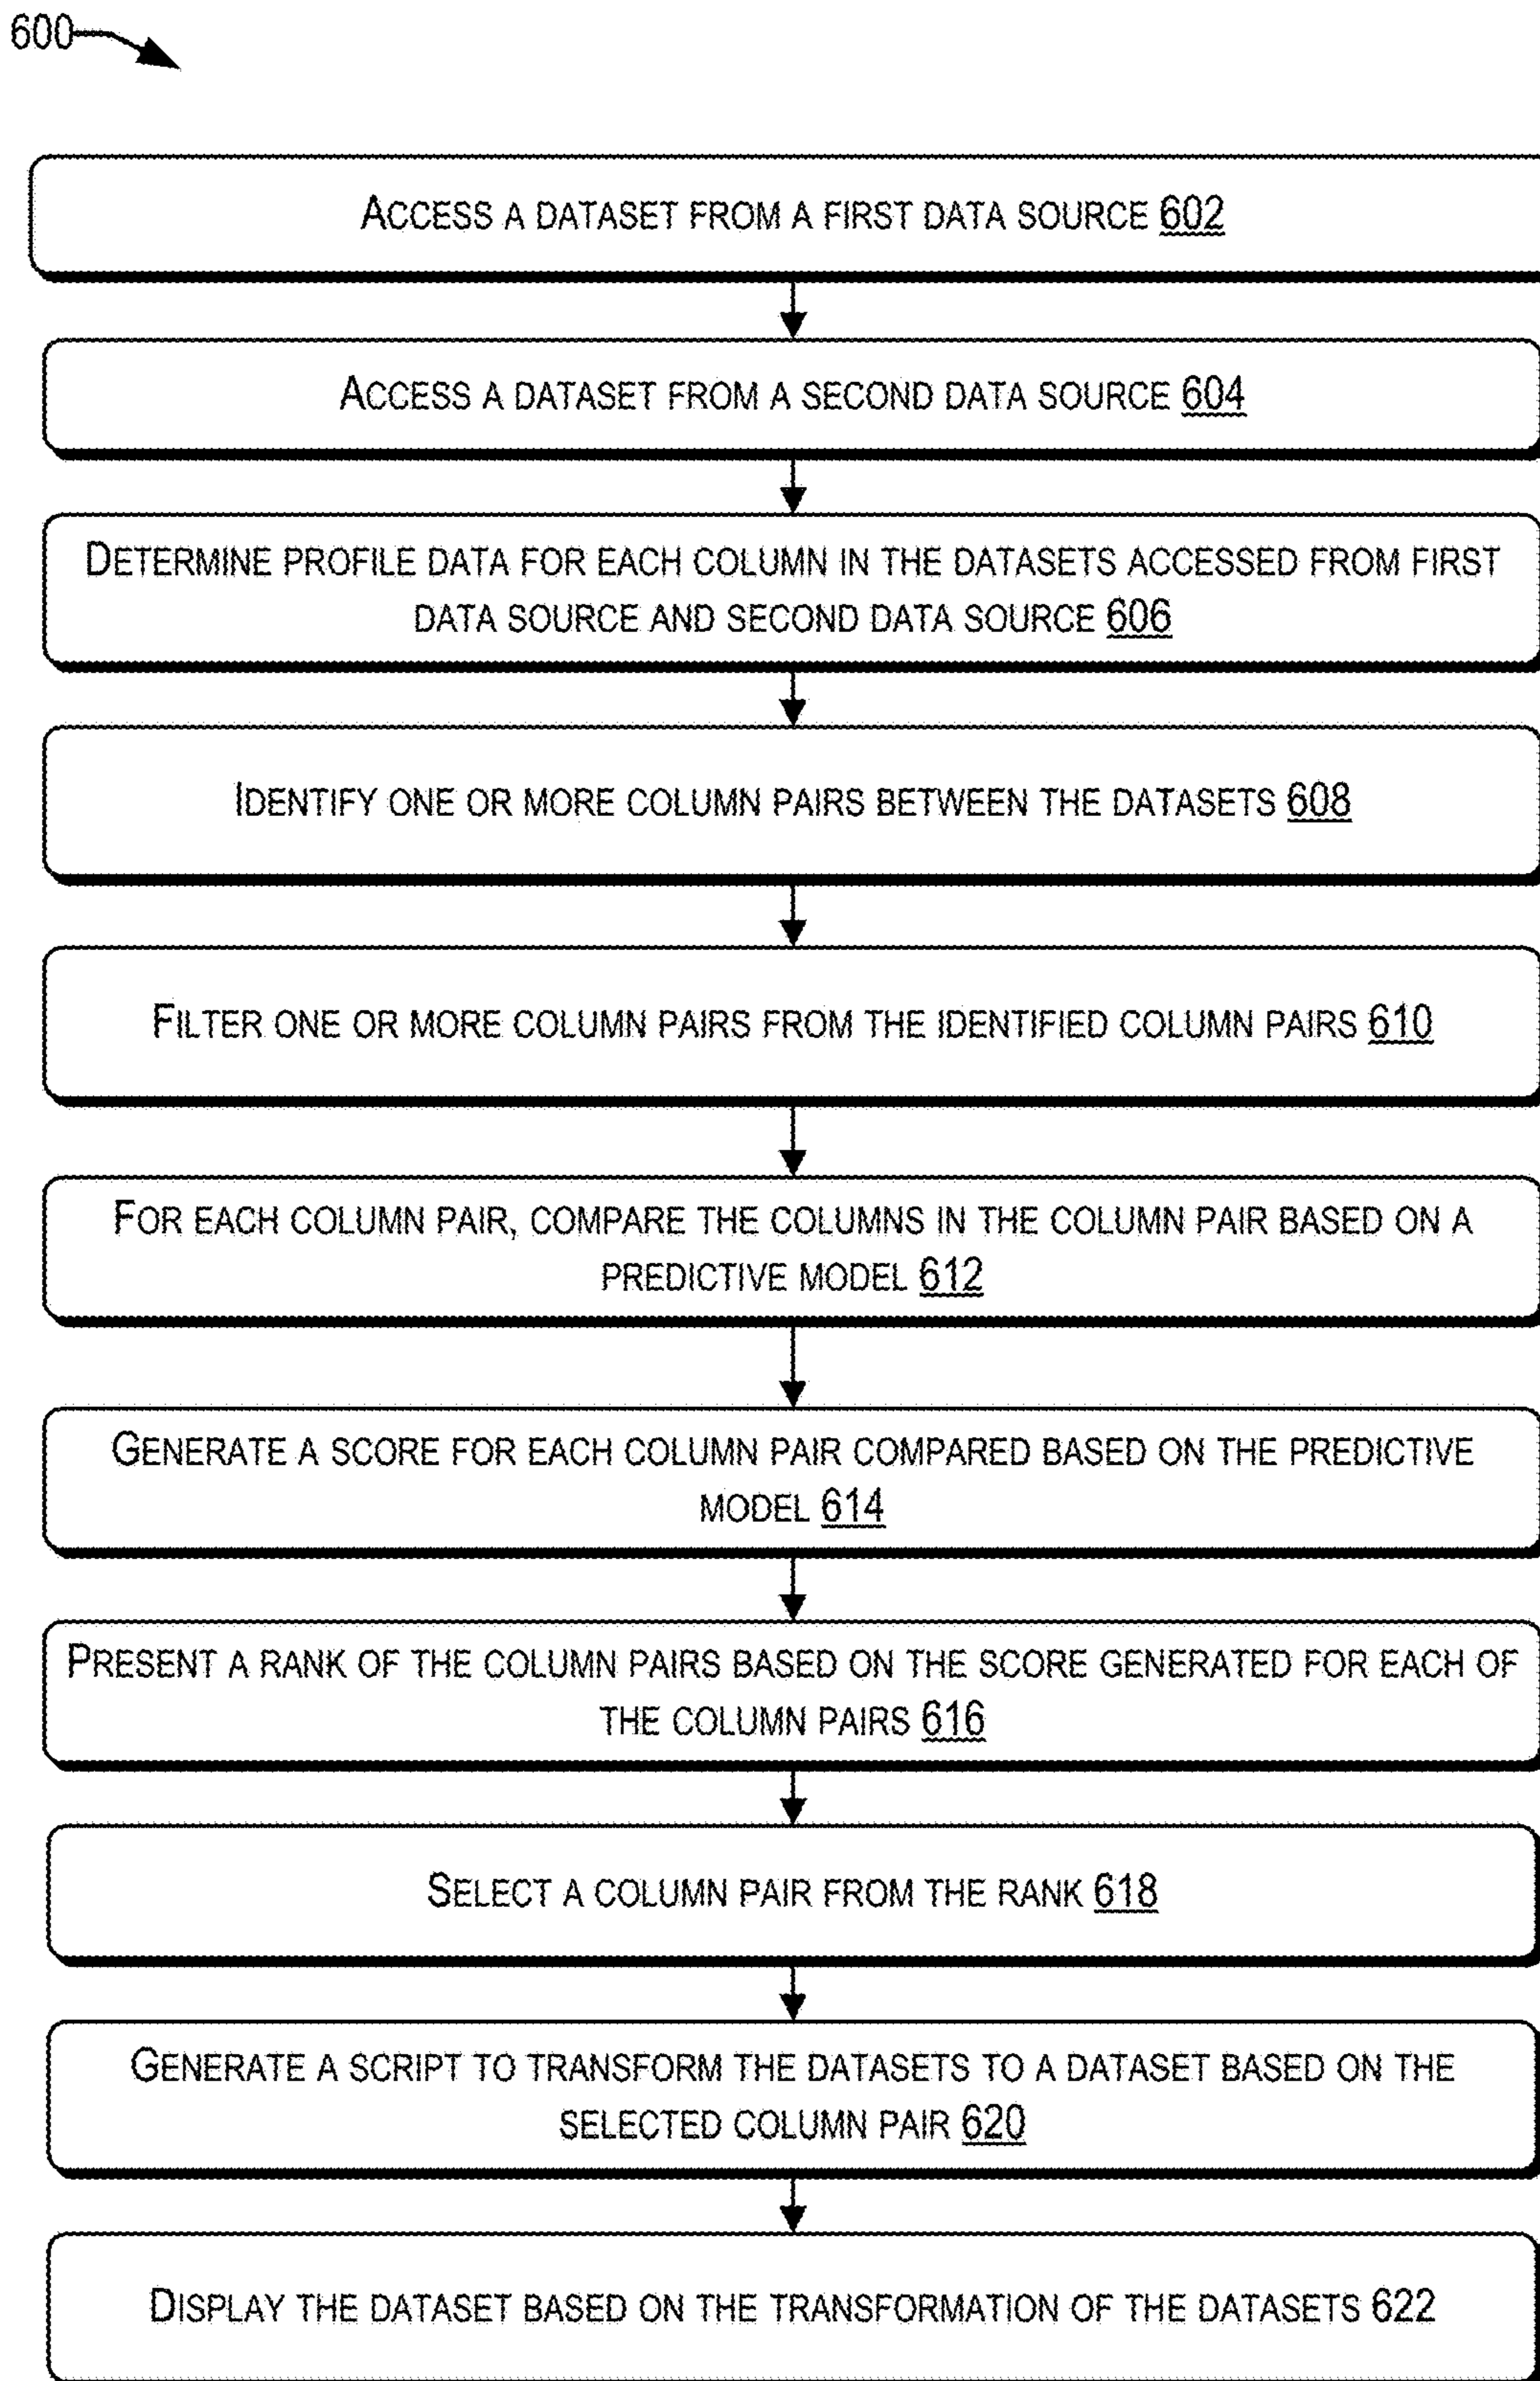 600
ACCESS A DATASET FROM A FIRST DATA SOURCE 602
ACCESS A DATASET FROM A SECOND DATA SOURCE 604
DETERMINE PROFILE DATA FOR EACH COLUMN IN THE DATASETS ACCESSED FROM FIRST
DATA SOURCE AND SECOND DATA SOURCE 606
IDENTIFY ONE OR MORE COLUMN PAIRS BETWEEN THE DATASETS 608
FILTER ONE OR MORE COLUMN PAIRS FROM THE IDENTIFIED COLUMN PAIRS 610
FOR EACH COLUMN PAIR, COMPARE THE COLUMNS IN THE COLUMN PAIR BASED ON A
PREDICTIVE MODEL 612
GENERATE A SCORE FOR EACH COLUMN PAIR COMPARED BASED ON THE PREDICTIVE
MODEL 614
PRESENT A RANK OF THE COLUMN PAIRS BASED ON THE SCORE GENERATED FOR EACH OF
THE COLUMN PAIRS 616
SELECT A COLUMN PAIR FROM THE RANK 618
GENERATE A SCRIPT TO TRANSFORM THE DATASETS TO A DATASET BASED ON THE
SELECTED COLUMN PAIR 620
DISPLAY THE DATASET BASED ON THE TRANSFORMATION OF THE DATASETS 622